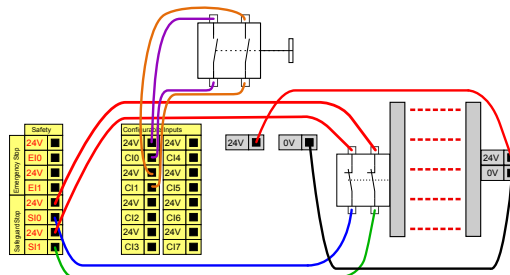 Safety
Emergency Stop
24V
EI0
24V
EI1
Safeguard Stop
24V
SI0
24V
SI1
Configurable Inputs
24V 24V
CI0 CI4
24V 24V
CI1 CI5
24V 24V
CI2 CI6
24V 24V
CI3 CI7
24V
0V
24V
0V